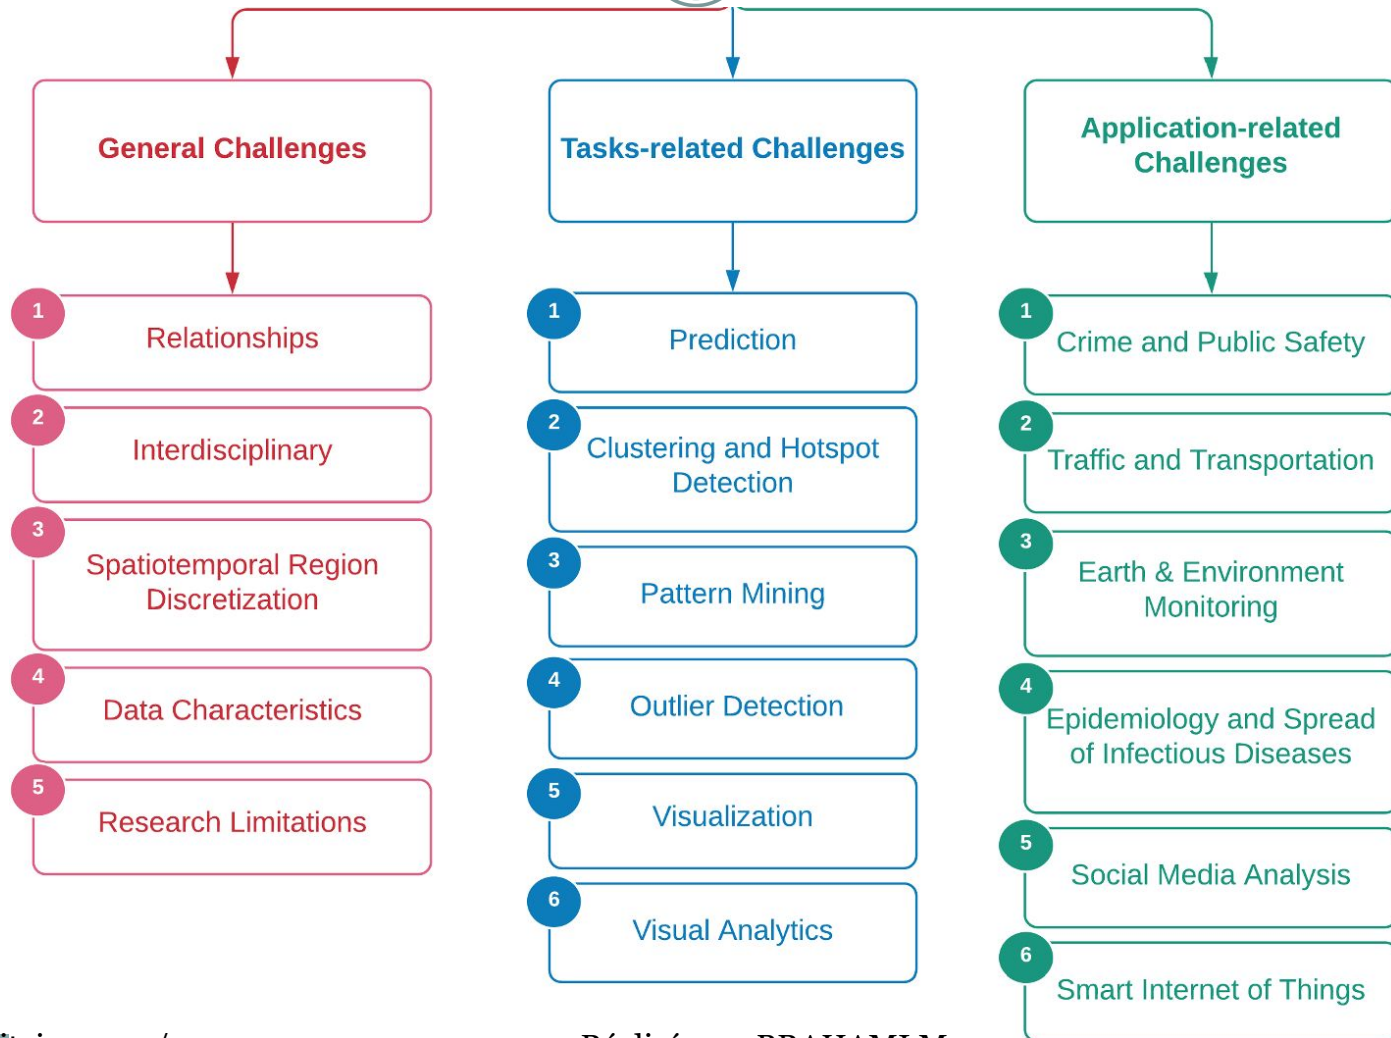 General Challenges
1
Relationships
2
Interdisciplinary
3
Spatiotemporal Region
Discretization
4
Data Characteristics
5
Research Limitations
Tasks-related Challenges
1
Prediction
2
Clustering and Hotspot
Detection
3
Pattern Mining
4
Outlier Detection
5
Visualization
6
Visual Analytics
Application-related
Challenges
1
Crime and Public Safety
2
Traffic and Transportation
3
Earth & Environment
Monitoring
4
Epidemiology and Spread
of Infectious Diseases
5
Social Media Analysis
6
Smart Internet of Things